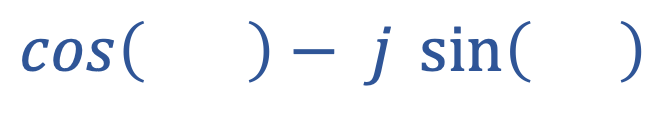 cos(      ) − j sin(      )